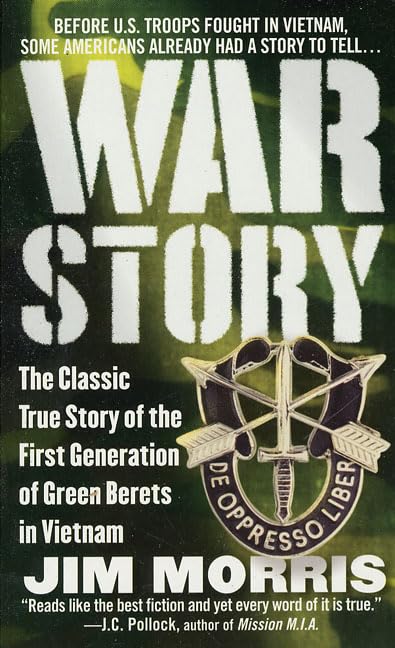 BEFORE U.S. TROOPS FOUGHT IN VIETNAM,
SOME AMERICANS ALREADY HAD A STORY TO TELL...
WAR
STORY
The Classic
True Story of the
First Generation
of Green Berets
in Vietnam
DE OPPRESSO LIBER
JIM MORRIS
“Reads like the best fiction and yet every word of it is true.”
—J.C. Pollock, author of Mission M.I.A.